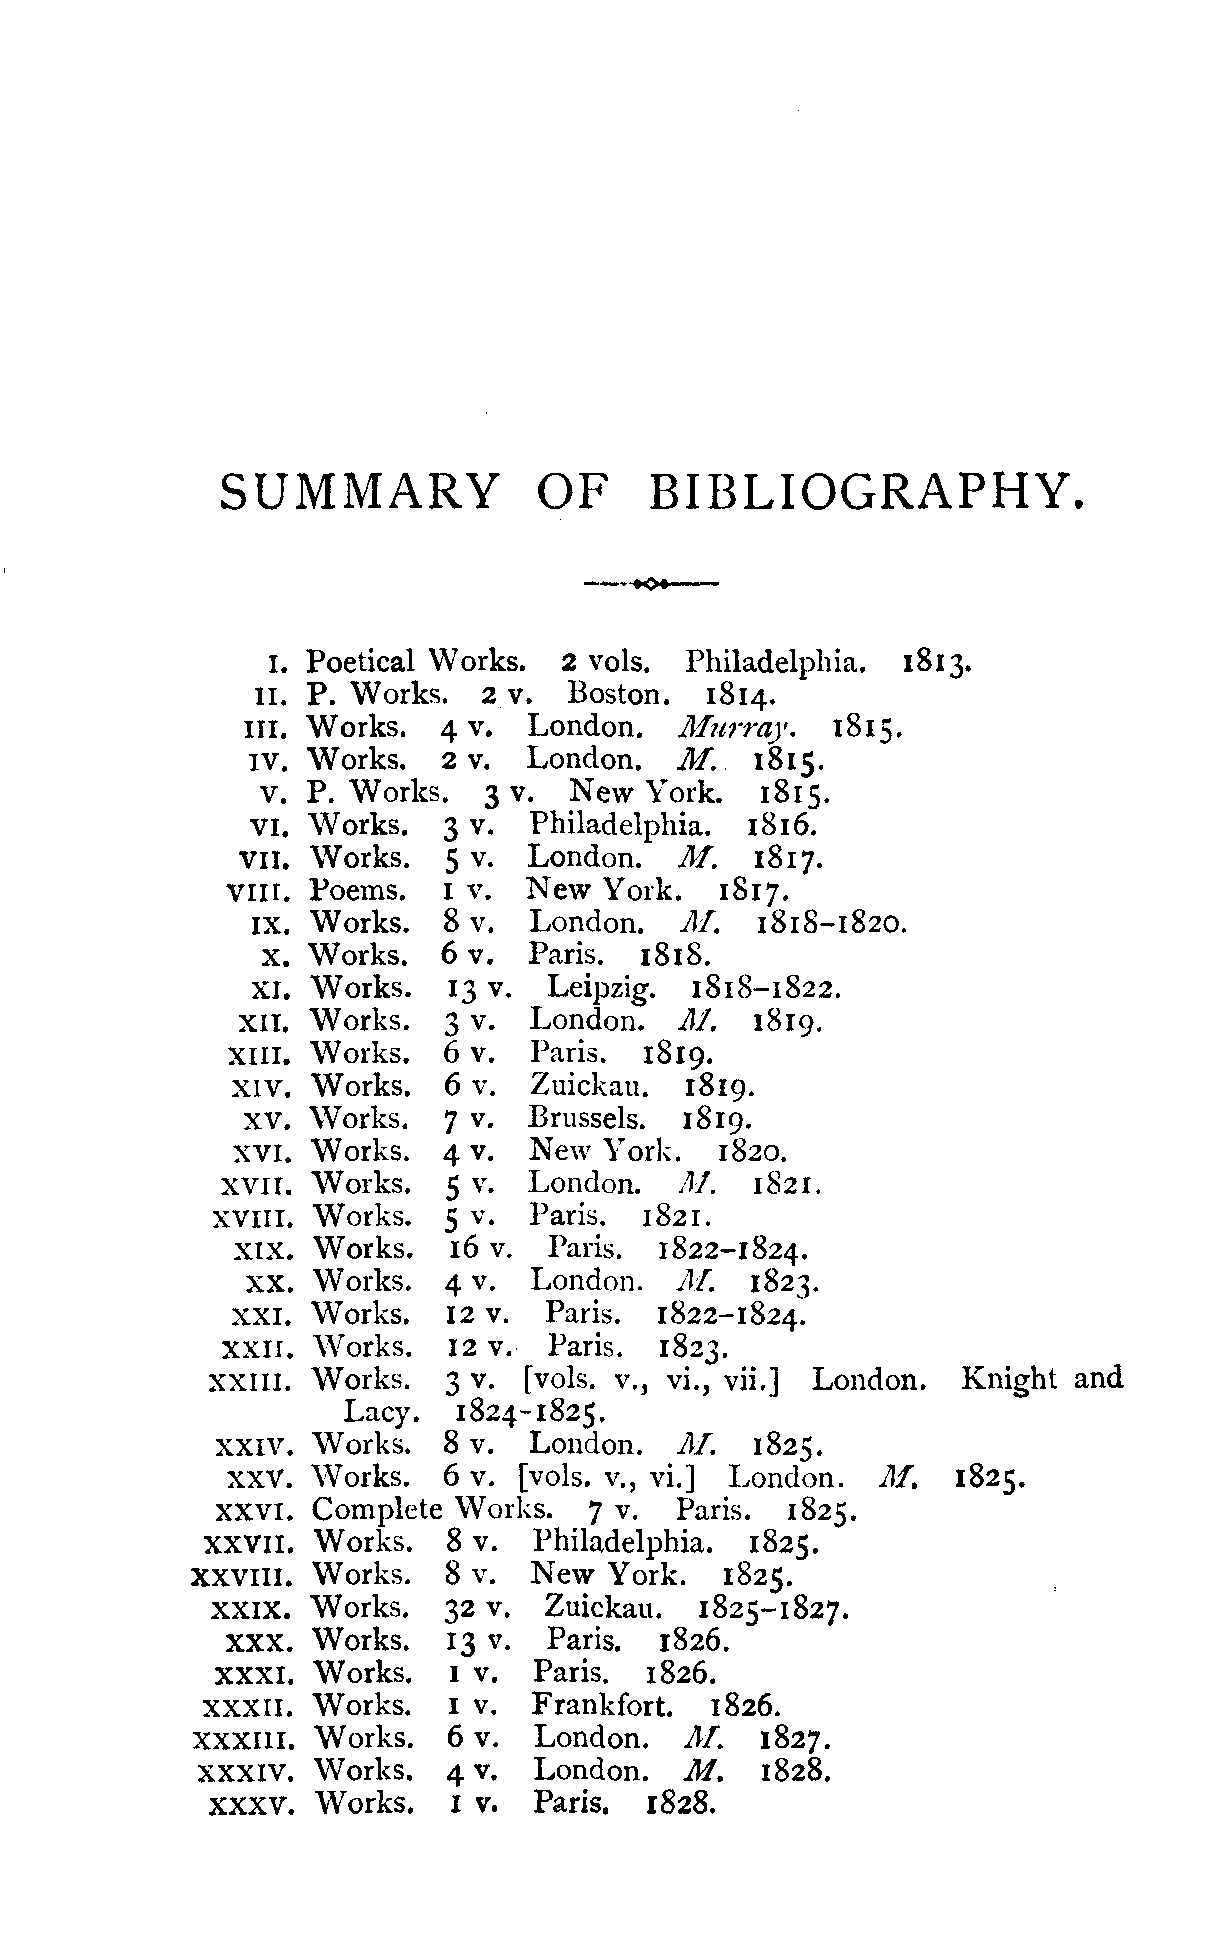 SUMMARY OF BIBLIOGRAPHY.
I. Poetical Works. 2 vols. Philadelphia. 1813.
II. P. Works. 2 v. Boston. 1814.
III. Works. 4 v. London. Murray. 1815.
IV. Works. 2 v. London. M. 1815.
V. P. Works. 3 v. New York. 1815.
VI. Works. 3 v. Philadelphia. 1816.
VII. Works. 5 v. London. M. 1817.
VIII. Poems. 1 v. New York. 1817.
IX. Works. 8 v. London. M. 1818–1820.
X. Works. 6 v. Paris. 1818.
XI. Works. 13 v. Leipzig. 1818–1822.
XII. Works. 3 v. London. M. 1819.
XIII. Works. 6 v. Paris. 1819.
XIV. Works. 6 v. Zuickau. 1819.
XV. Works. 7 v. Brussels. 1819.
XVI. Works. 4 v. New York. 1820.
XVII. Works. 5 v. London. M. 1821.
XVIII. Works. 5 v. Paris. 1821.
XIX. Works. 16 v. Paris. 1822–1824.
XX. Works. 4 v. London. M. 1823.
XXI. Works. 12 v. Paris. 1822–1824.
XXII. Works. 12 v. Paris. 1823.
XXIII. Works. 3 v. [vols. v., vi., vii.] London. Knight and
Lacy. 1824–1825.
XXIV. Works. 8 v. London. M. 1825.
XXV. Works. 6 v. [vols. v., vi.] London. M. 1825.
XXVI. Complete Works. 7 v. Paris. 1825.
XXVII. Works. 8 v. Philadelphia. 1825.
XXVIII. Works. 8 v. New York. 1825.
XXIX. Works. 32 v. Zuickau. 1825–1827.
XXX. Works. 13 v. Paris. 1826.
XXXI. Works. 1 v. Paris. 1826.
XXXII. Works. 1 v. Frankfort. 1826.
XXXIII. Works. 6 v. London. M. 1827.
XXXIV. Works. 4 v. London. M. 1828.
XXXV. Works. 1 v. Paris. 1828.